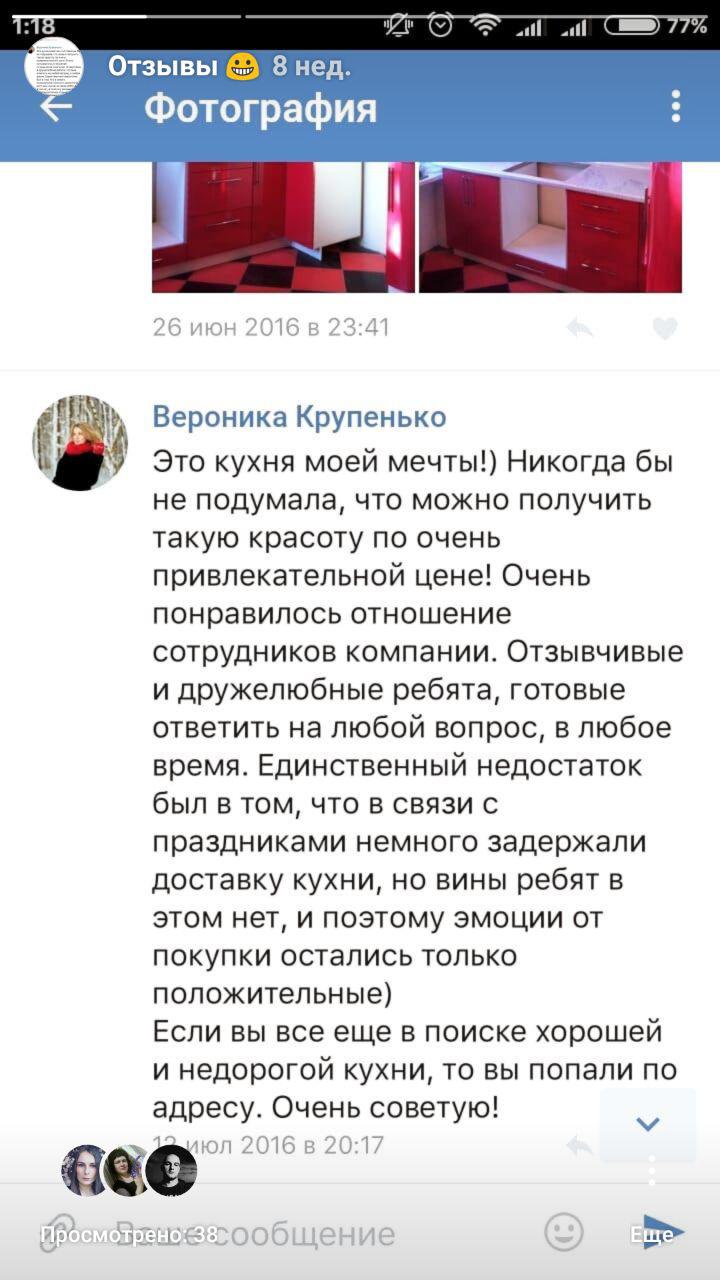 1:18
77%
Отзывы 😀 8 нед.
Фотография
26 июн 2016 в 23:41
Вероника Крупенько
Это кухня моей мечты!) Никогда бы
не подумала, что можно получить
такую красоту по очень
привлекательной цене! Очень
понравилось отношение
сотрудников компании. Отзывчивые
и дружелюбные ребята, готовые
ответить на любой вопрос, в любое
время. Единственный недостаток
был в том, что в связи с
праздниками немного задержали
доставку кухни, но вины ребят в
этом нет, и поэтому эмоции от
покупки остались только
положительные)
Если вы все еще в поиске хорошей
и недорогой кухни, то вы попали по
адресу. Очень советую!
12 июл 2016 в 20:17
Ваше сообщение
Просмотрено: 38
Еще